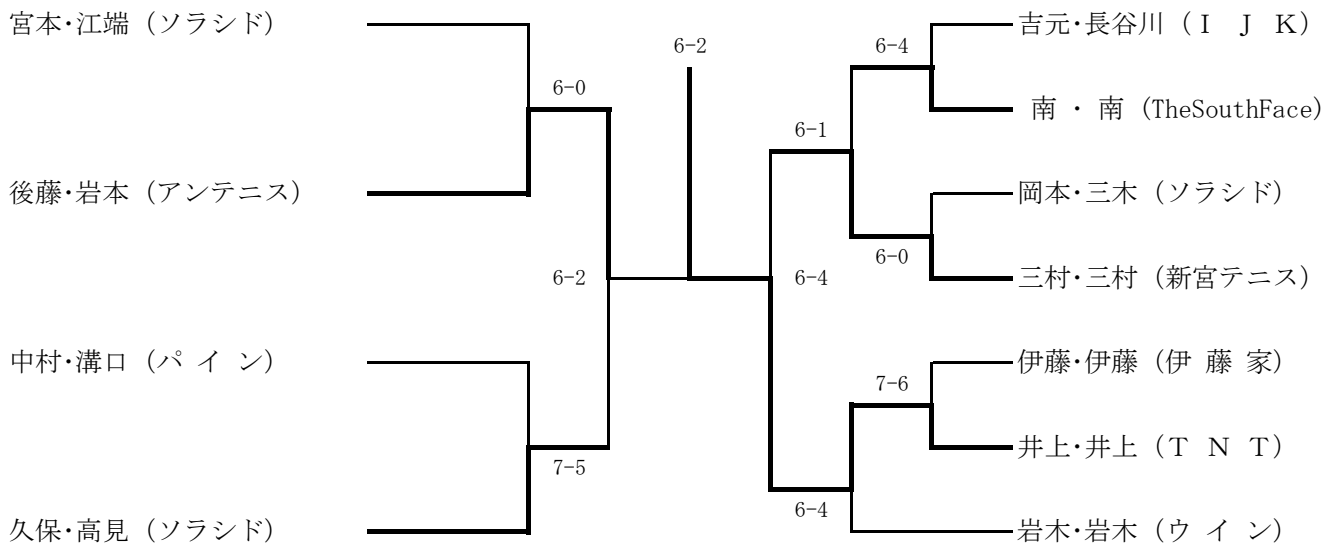 宮本・江端 (ソラシド)
6-0
後藤・岩本 (アンテニス)
6-2
中村・溝口 (パ イ ン)
7-5
久保・高見 (ソラシド)
6-2
吉元・長谷川 (Ｉ Ｊ Ｋ)
6-4
南 ・ 南 (TheSouthFace)
6-1
岡本・三木 (ソラシド)
6-0
三村・三村 (新宮テニス)
6-4
伊藤・伊藤 (伊 藤 家)
7-6
井上・井上 (Ｔ Ｎ Ｔ)
6-4
岩木・岩木 (ウ イ ン)